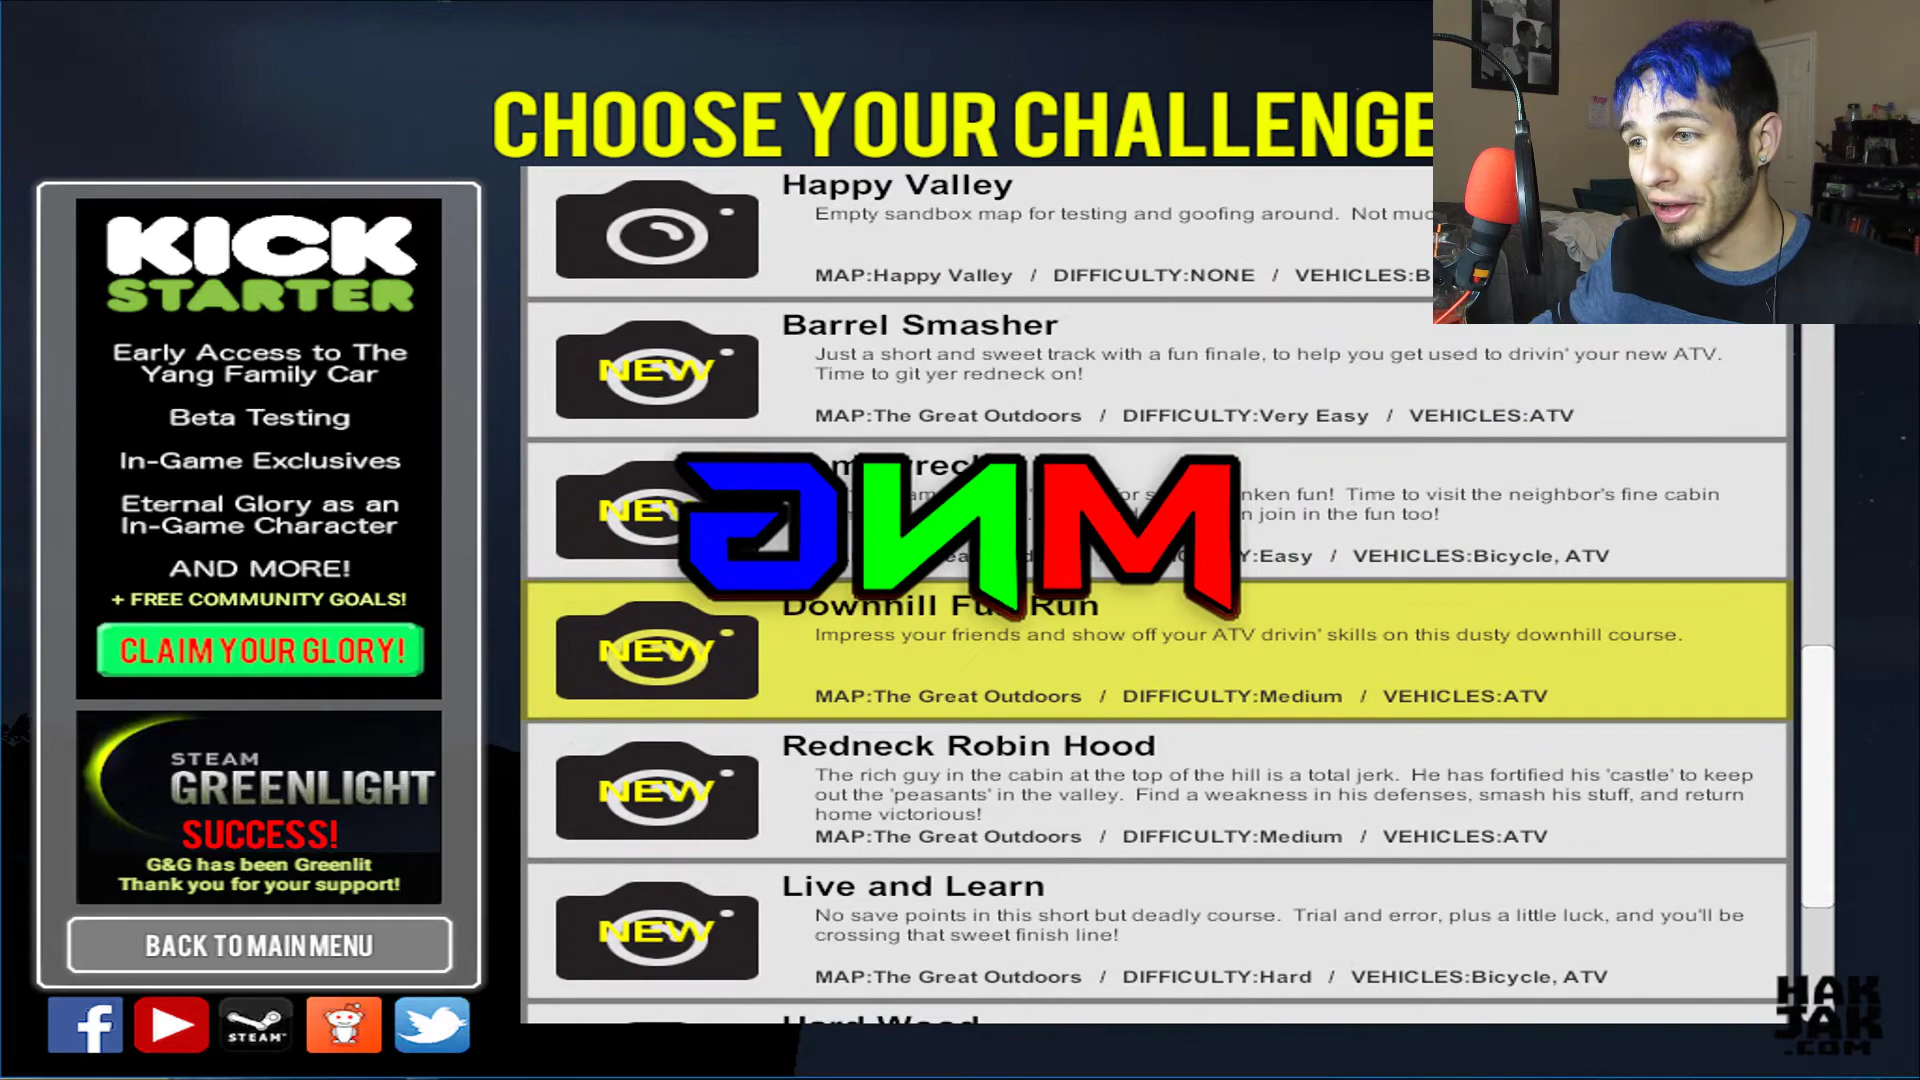 CHOOSE YOUR CHALLENGE
KICK
STARTER
Early Access to The
Yang Family Car
Beta Testing
In-Game Exclusives
Eternal Glory as an
In-Game Character
AND MORE!
+ FREE COMMUNITY GOALS!
CLAIM YOUR GLORY!
STEAM
GREENLIGHT
SUCCESS!
G&G has been Greenlit
Thank you for your support!
BACK TO MAIN MENU
STEAM
Happy Valley
Empty sandbox map for testing and goofing around. Not muc
MAP:Happy Valley / DIFFICULTY:NONE / VEHICLES:B
NEW
Barrel Smasher
Just a short and sweet track with a fun finale, to help you get used to drivin' your new ATV.
Time to git yer redneck on!
MAP:The Great Outdoors / DIFFICULTY:Very Easy / VEHICLES:ATV
nken fun! Time to visit the neighbor's fine cabin
join in the fun too!
Easy / VEHICLES:Bicycle, ATV
NEW
Downhill Fun Run
Impress your friends and show off your ATV drivin' skills on this dusty downhill course.
MAP:The Great Outdoors / DIFFICULTY:Medium / VEHICLES:ATV
NEW
Redneck Robin Hood
The rich guy in the cabin at the top of the hill is a total jerk. He has fortified his 'castle' to keep
out the 'peasants' in the valley. Find a weakness in his defenses, smash his stuff, and return
home victorious!
MAP:The Great Outdoors / DIFFICULTY:Medium / VEHICLES:ATV
NEW
Live and Learn
No save points in this short but deadly course. Trial and error, plus a little luck, and you'll be
crossing that sweet finish line!
MAP:The Great Outdoors / DIFFICULTY:Hard / VEHICLES:Bicycle, ATV
Hard Wood
HAK
JAK
.COM